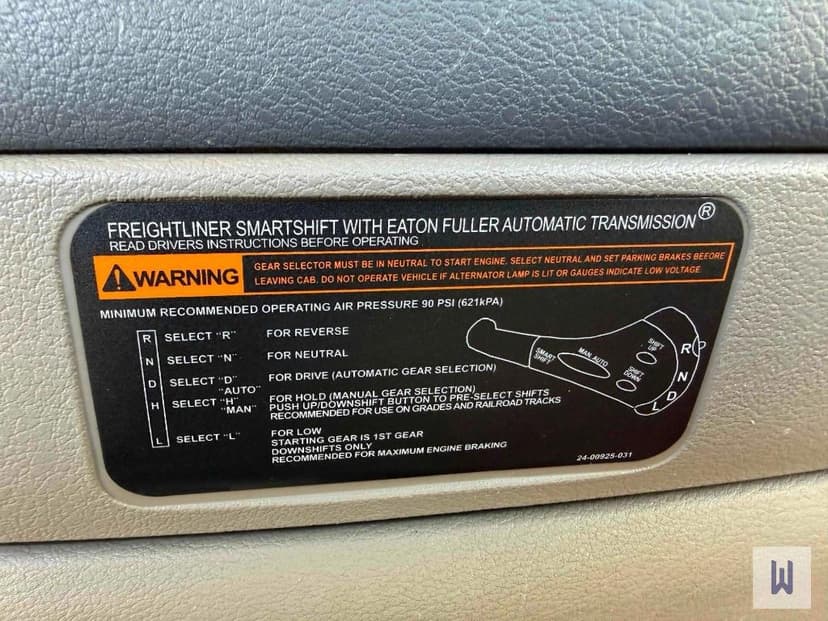 FREIGHTLINER SMARTSHIFT WITH EATON FULLER AUTOMATIC TRANSMISSION®
READ DRIVERS INSTRUCTIONS BEFORE OPERATING
WARNING
GEAR SELECTOR MUST BE IN NEUTRAL TO START ENGINE. SELECT NEUTRAL AND SET PARKING BRAKES BEFORE
LEAVING CAB. DO NOT OPERATE VEHICLE IF ALTERNATOR LAMP IS LIT OR GAUGES INDICATE LOW VOLTAGE.
MINIMUM RECOMMENDED OPERATING AIR PRESSURE 90 PSI (621kPA)
R SELECT "R" FOR REVERSE
N SELECT "N" FOR NEUTRAL
D SELECT "D" FOR DRIVE (AUTOMATIC GEAR SELECTION)
"AUTO"
H SELECT "H" FOR HOLD (MANUAL GEAR SELECTION)
"MAN" PUSH UP/DOWNSHIFT BUTTON TO PRE-SELECT SHIFTS
RECOMMENDED FOR USE ON GRADES AND RAILROAD TRACKS
L SELECT "L" FOR LOW
STARTING GEAR IS 1ST GEAR
DOWNSHIFTS ONLY
RECOMMENDED FOR MAXIMUM ENGINE BRAKING
SMART
SHIFT
MAN. AUTO
SHIFT
UP
SHIFT
DOWN
R
N
D
L
24-00925-031
W